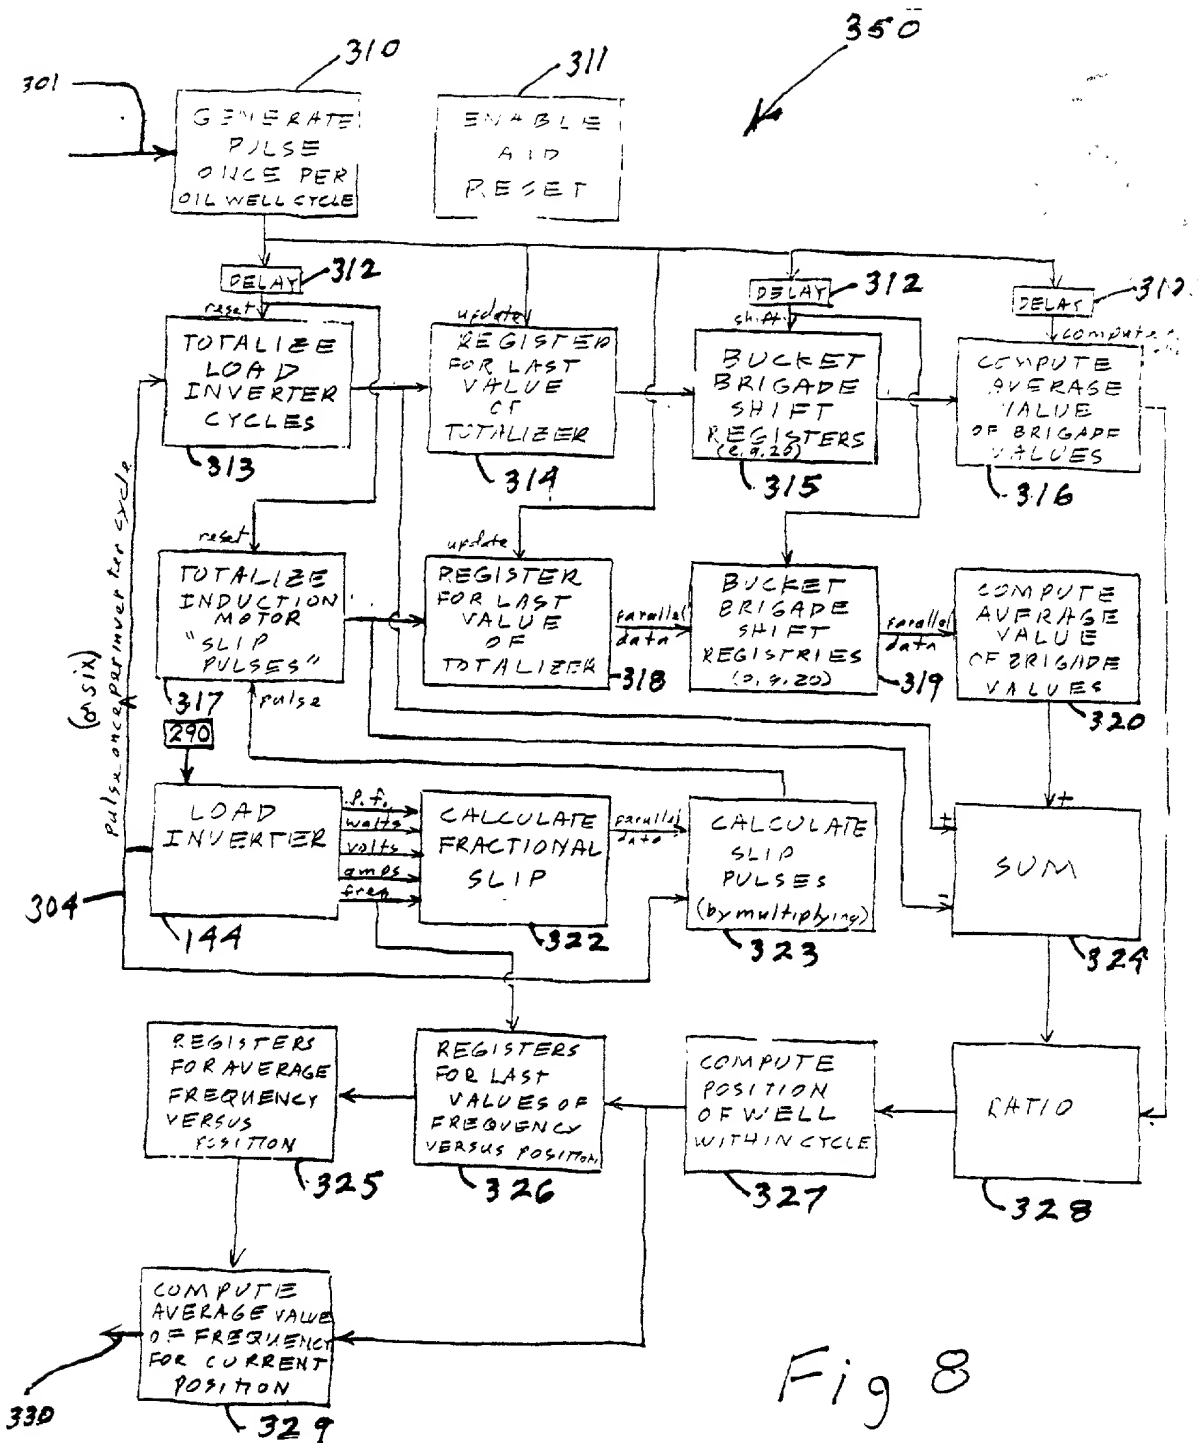 350
310
311
301
GENERATE
PULSE
ONCE PER
OIL WELL CYCLE
ENABLE
AID
RESET
DELAY
312
DELAY
312
DELAY
312
reset
update
shift
compute
TOTALIZE
LOAD
INVERTER
CYCLES
313
REGISTER
FOR LAST
VALUE
OF
TOTALIZER
314
BUCKET
BRIGADE
SHIFT
REGISTERS
(e.g. 20)
315
COMPUTE
AVERAGE
VALUE
OF BRIGADE
VALUES
316
reset
update
TOTALIZE
INDUCTION
MOTOR
"SLIP
PULSES"
317
pulse
REGISTER
FOR LAST
VALUE
OF
TOTALIZER
318
parallel
data
BUCKET
BRIGADE
SHIFT
REGISTRIES
(e.g. 20)
319
parallel
data
COMPUTE
AVERAGE
VALUE
OF BRIGADE
VALUES
320
Pulse once per inverter cycle
(or six)
290
LOAD
INVERTER
144
304
p.f.
watts
volts
amps
freq
CALCULATE
FRACTIONAL
SLIP
322
parallel
data
CALCULATE
SLIP
PULSES
(by multiplying)
323
+
+
-
SUM
324
REGISTERS
FOR AVERAGE
FREQUENCY
VERSUS
POSITION
325
REGISTERS
FOR LAST
VALUES OF
FREQUENCY
VERSUS POSITION
326
COMPUTE
POSITION
OF WELL
WITHIN CYCLE
327
RATIO
328
COMPUTE
AVERAGE VALUE
OF FREQUENCY
FOR CURRENT
POSITION
329
330
Fig 8